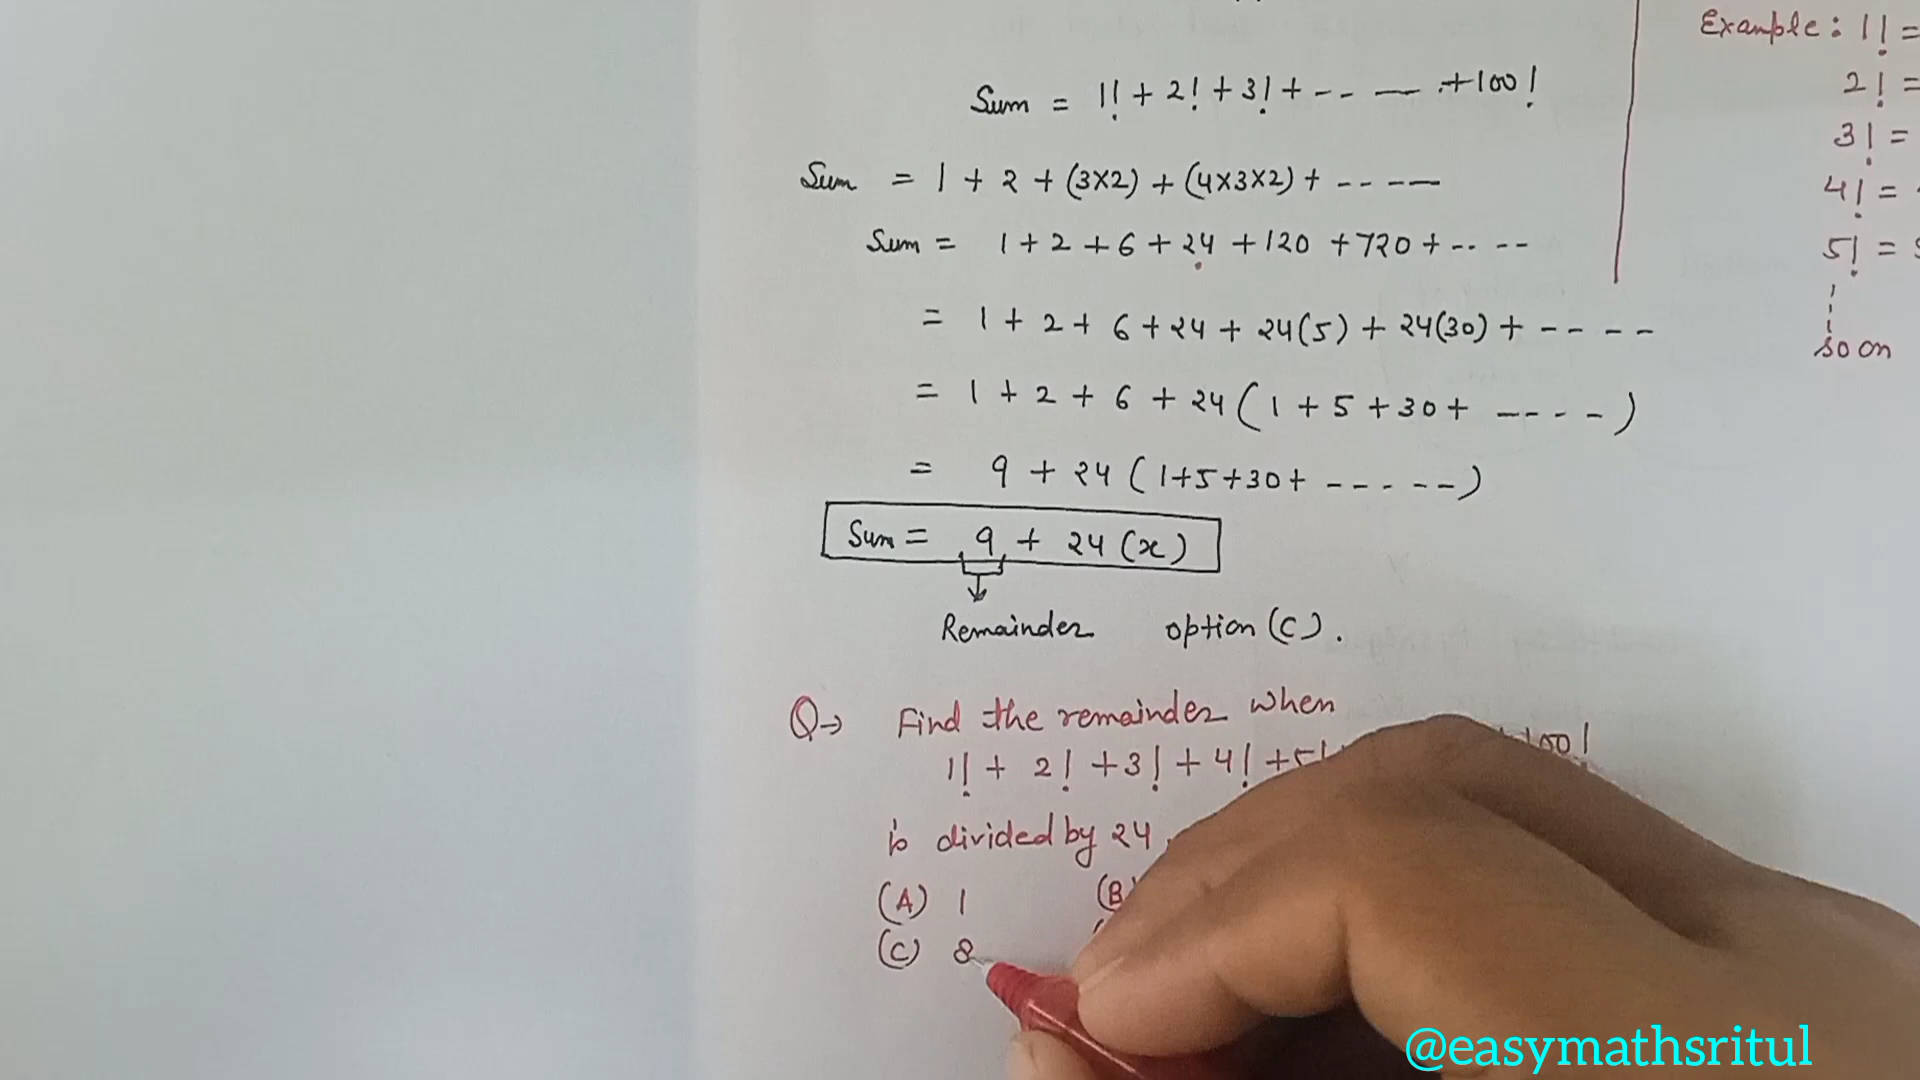 Sum = 1! + 2! + 3! + -- — + 100!
Sum = 1 + 2 + (3×2) + (4×3×2) + -- —
Sum = 1 + 2 + 6 + 24 + 120 + 720 + -- --
= 1 + 2 + 6 + 24 + 24(5) + 24(30) + - - - -
= 1 + 2 + 6 + 24 ( 1 + 5 + 30 + - - - - )
= 9 + 24 ( 1+5+30+ - - - - - )
Sum = 9 + 24 (x)
Remainder option (C).
Q→ Find the remainder when
1! + 2! + 3! + 4! + 5! 100!
is divided by 24.
(A) 1 (B)
(C) 8
Example: 1! =
2! =
3! =
4! =
5! =
so on
@easymathsritul